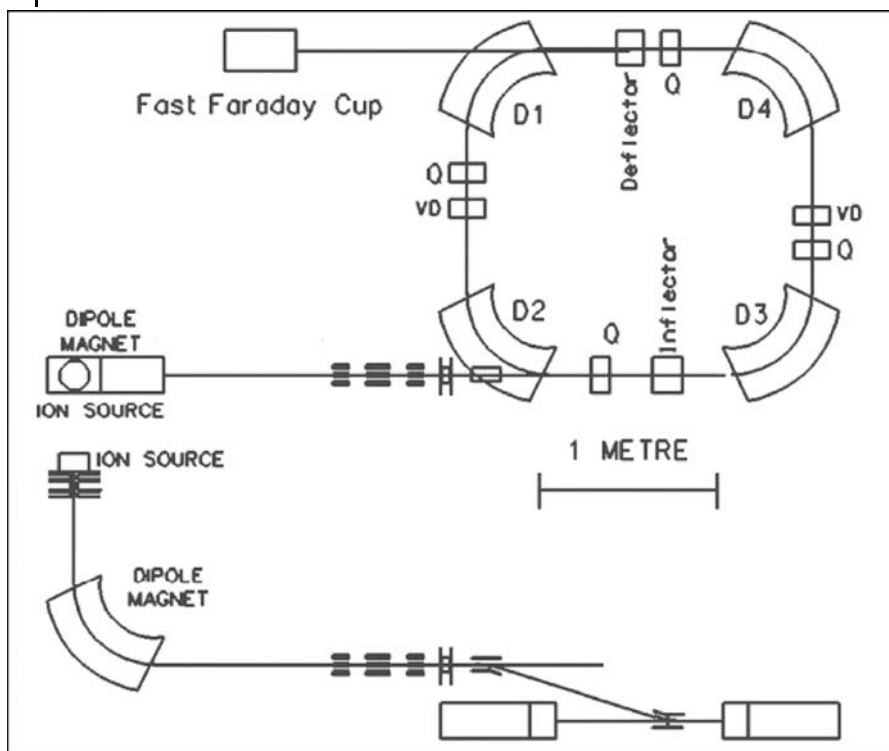 Fast Faraday Cup
D1
Deflector
Q
D4
Q
VD
VD
Q
DIPOLE
MAGNET
D2
Q
Inflector
D3
ION SOURCE
ION SOURCE
1 METRE
DIPOLE
MAGNET